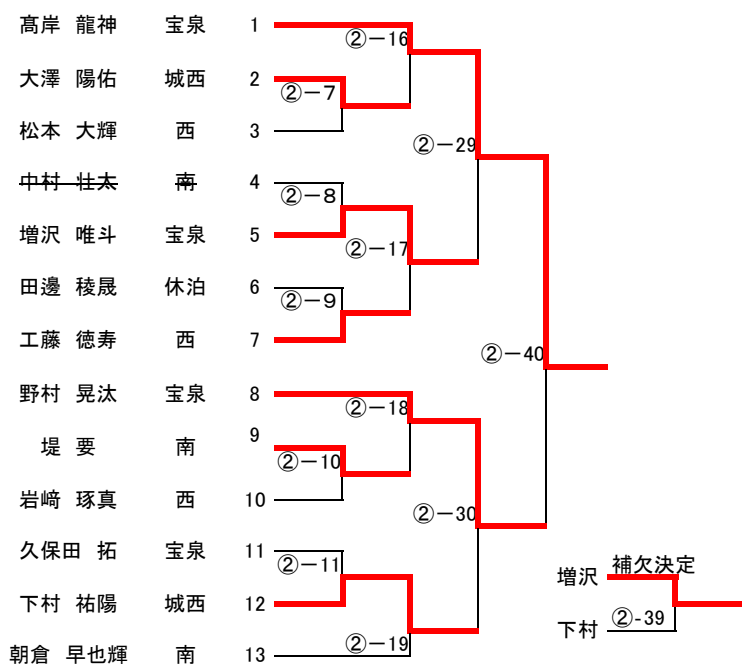 髙岸 龍神 宝泉 1
②－16
大澤 陽佑 城西 2
②－7
松本 大輝 西 3
②－29
中村 壮太 南 4
②－8
増沢 唯斗 宝泉 5
②－17
田邊 稜晟 休泊 6
②－9
工藤 徳寿 西 7
②－40
野村 晃汰 宝泉 8
②－18
堤 要 南 9
②－10
岩﨑 琢真 西 10
②－30
久保田 拓 宝泉 11
②－11
補欠決定
増沢
下村 祐陽 城西 12
②-39
下村
②－19
朝倉 早也輝 南 13